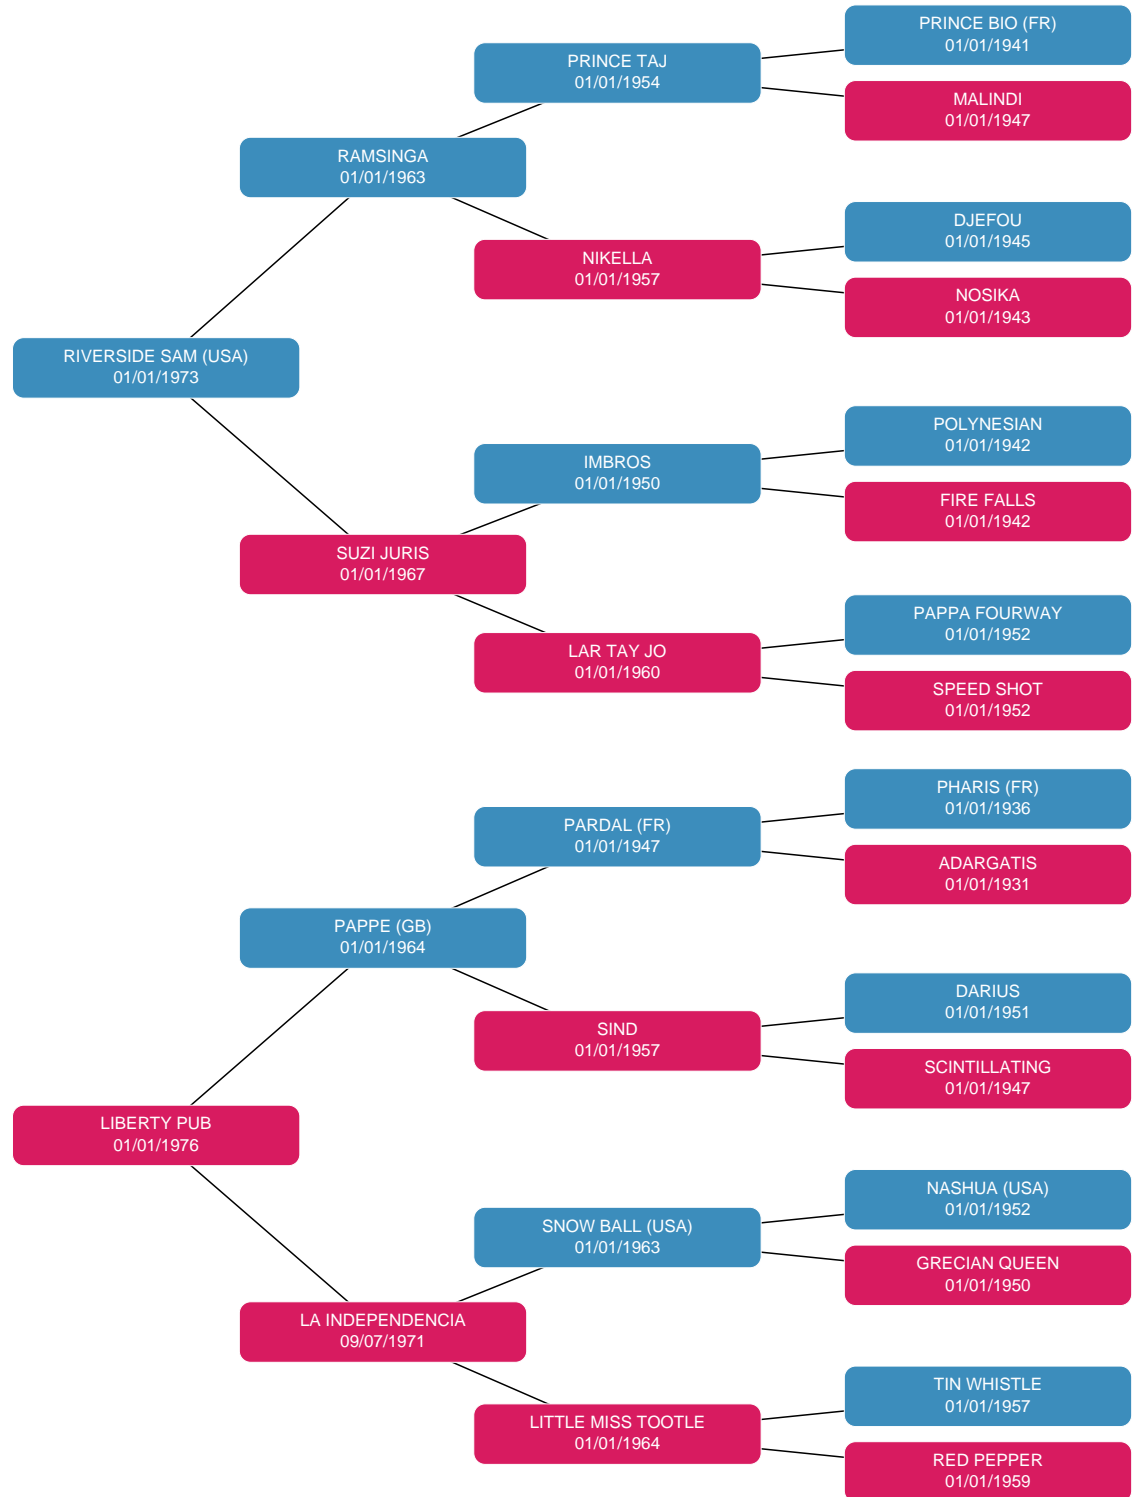 PRINCE BIO (FR)
01/01/1941
PRINCE TAJ
01/01/1954
MALINDI
01/01/1947
RAMSINGA
01/01/1963
DJEFOU
01/01/1945
NIKELLA
01/01/1957
NOSIKA
01/01/1943
RIVERSIDE SAM (USA)
01/01/1973
POLYNESIAN
01/01/1942
IMBROS
01/01/1950
FIRE FALLS
01/01/1942
SUZI JURIS
01/01/1967
PAPPA FOURWAY
01/01/1952
LAR TAY JO
01/01/1960
SPEED SHOT
01/01/1952
PHARIS (FR)
01/01/1936
PARDAL (FR)
01/01/1947
ADARGATIS
01/01/1931
PAPPE (GB)
01/01/1964
DARIUS
01/01/1951
SIND
01/01/1957
SCINTILLATING
01/01/1947
LIBERTY PUB
01/01/1976
NASHUA (USA)
01/01/1952
SNOW BALL (USA)
01/01/1963
GRECIAN QUEEN
01/01/1950
LA INDEPENDENCIA
09/07/1971
TIN WHISTLE
01/01/1957
LITTLE MISS TOOTLE
01/01/1964
RED PEPPER
01/01/1959